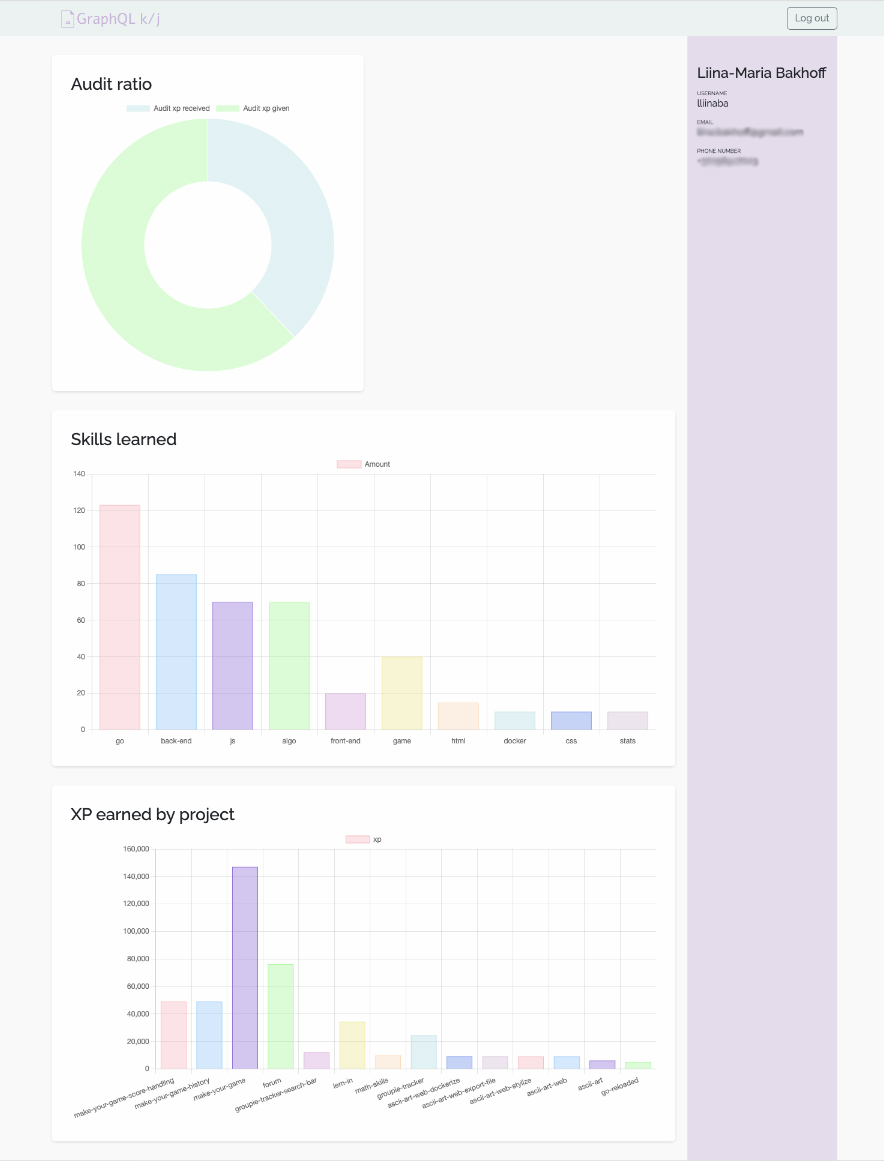 GraphQL k/j
Log out
Liina-Maria Bakhoff
USERNAME
lliinaba
EMAIL
PHONE NUMBER
Audit ratio
Audit xp received Audit xp given
Skills learned
Amount
140
120
100
80
60
40
20
0
go back-end js algo front-end game html docker css stats
XP earned by project
xp
160,000
140,000
120,000
100,000
80,000
60,000
40,000
20,000
0
make-your-game-score-handling make-your-game-history make-your-game forum groupie-tracker-search-bar lem-in math-skills groupie-tracker ascii-art-web-dockerize ascii-art-web-export-file ascii-art-web-stylize ascii-art-web ascii-art go-reloaded